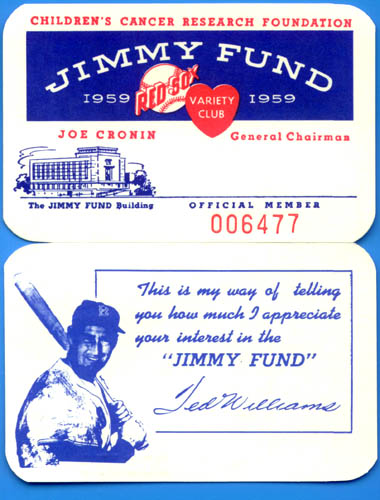 CHILDREN'S CANCER RESEARCH FOUNDATION
JIMMY FUND
1959 RED SOX VARIETY CLUB 1959
JOE CRONIN General Chairman
The JIMMY FUND Building OFFICIAL MEMBER
006477
This is my way of telling
you how much I appreciate
your interest in the
"JIMMY FUND"
Ted Williams